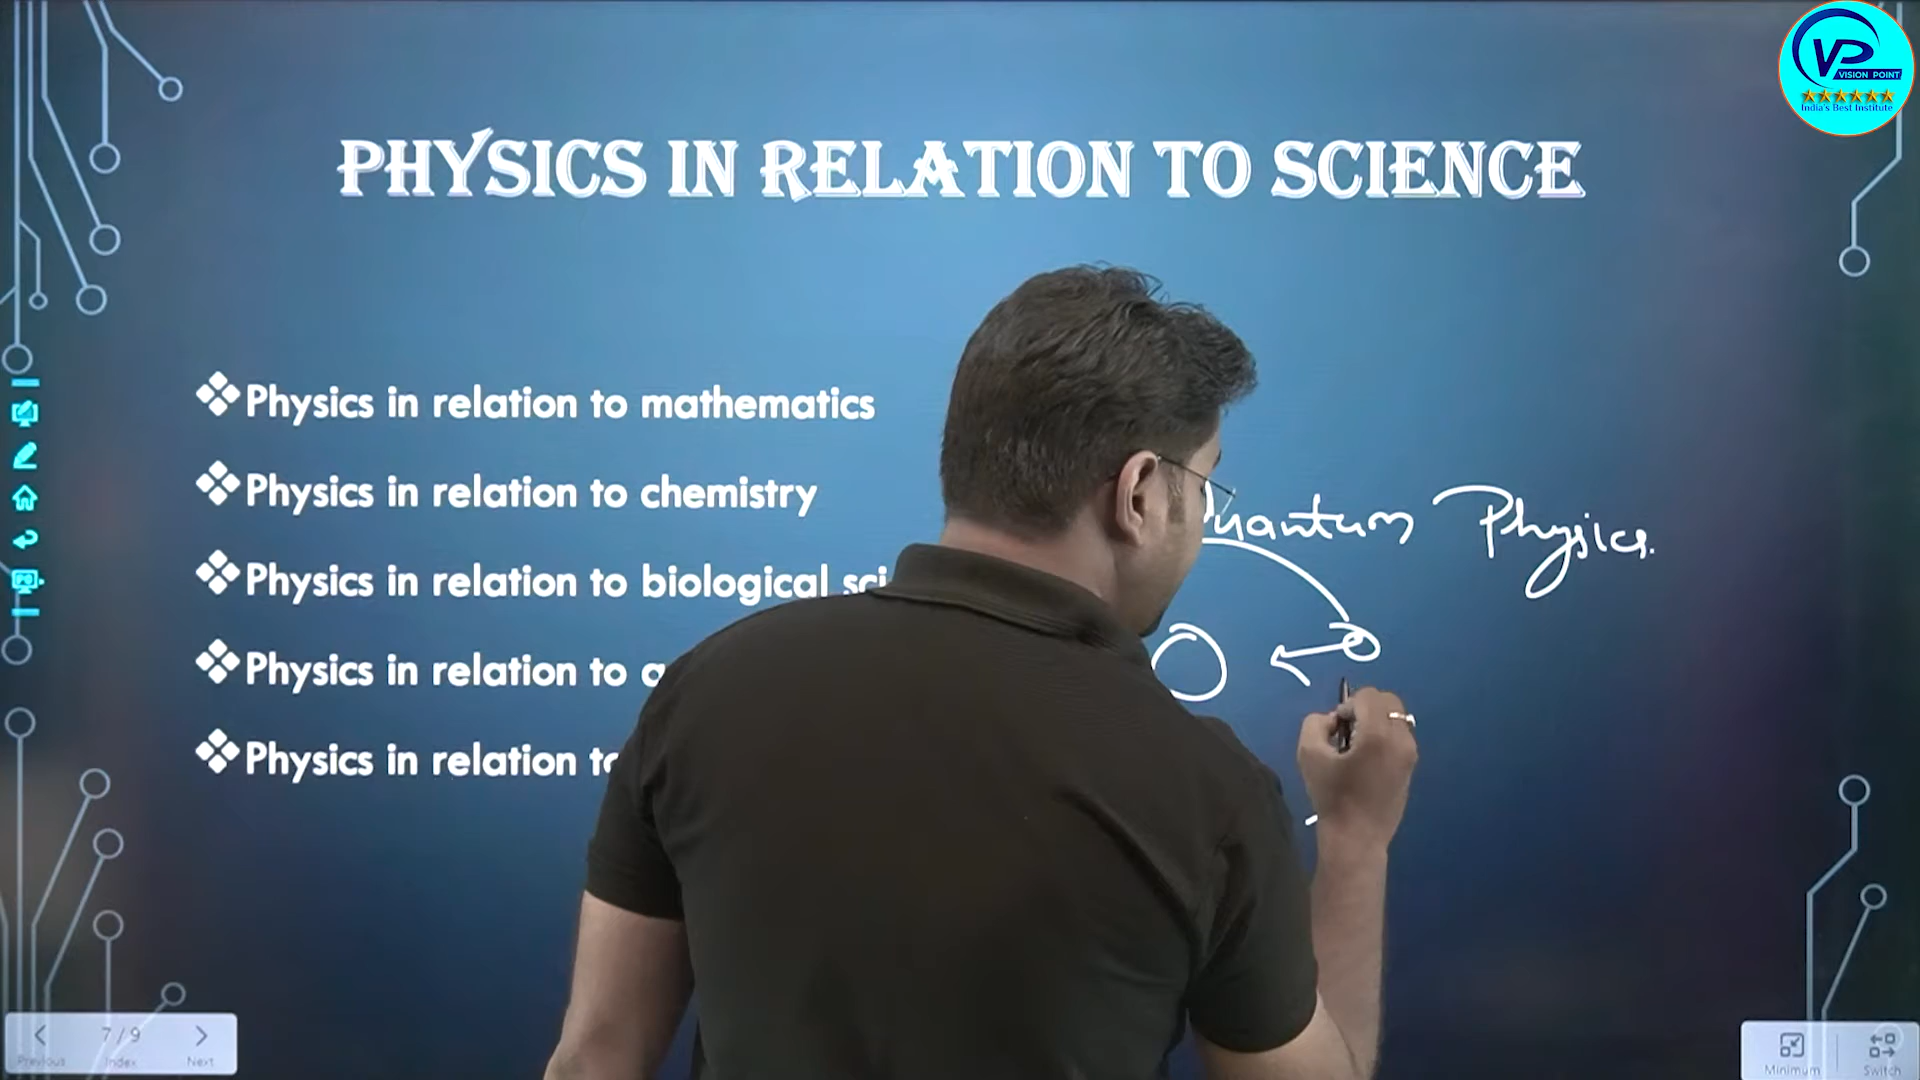 VP
VISION POINT
India's Best Institute
PHYSICS IN RELATION TO SCIENCE
Physics in relation to mathematics
Physics in relation to chemistry
Quantum Physics.
Physics in relation to biological sci
Physics in relation to a
Physics in relation to
7 / 9
Previous Index Next
Minimum Switch